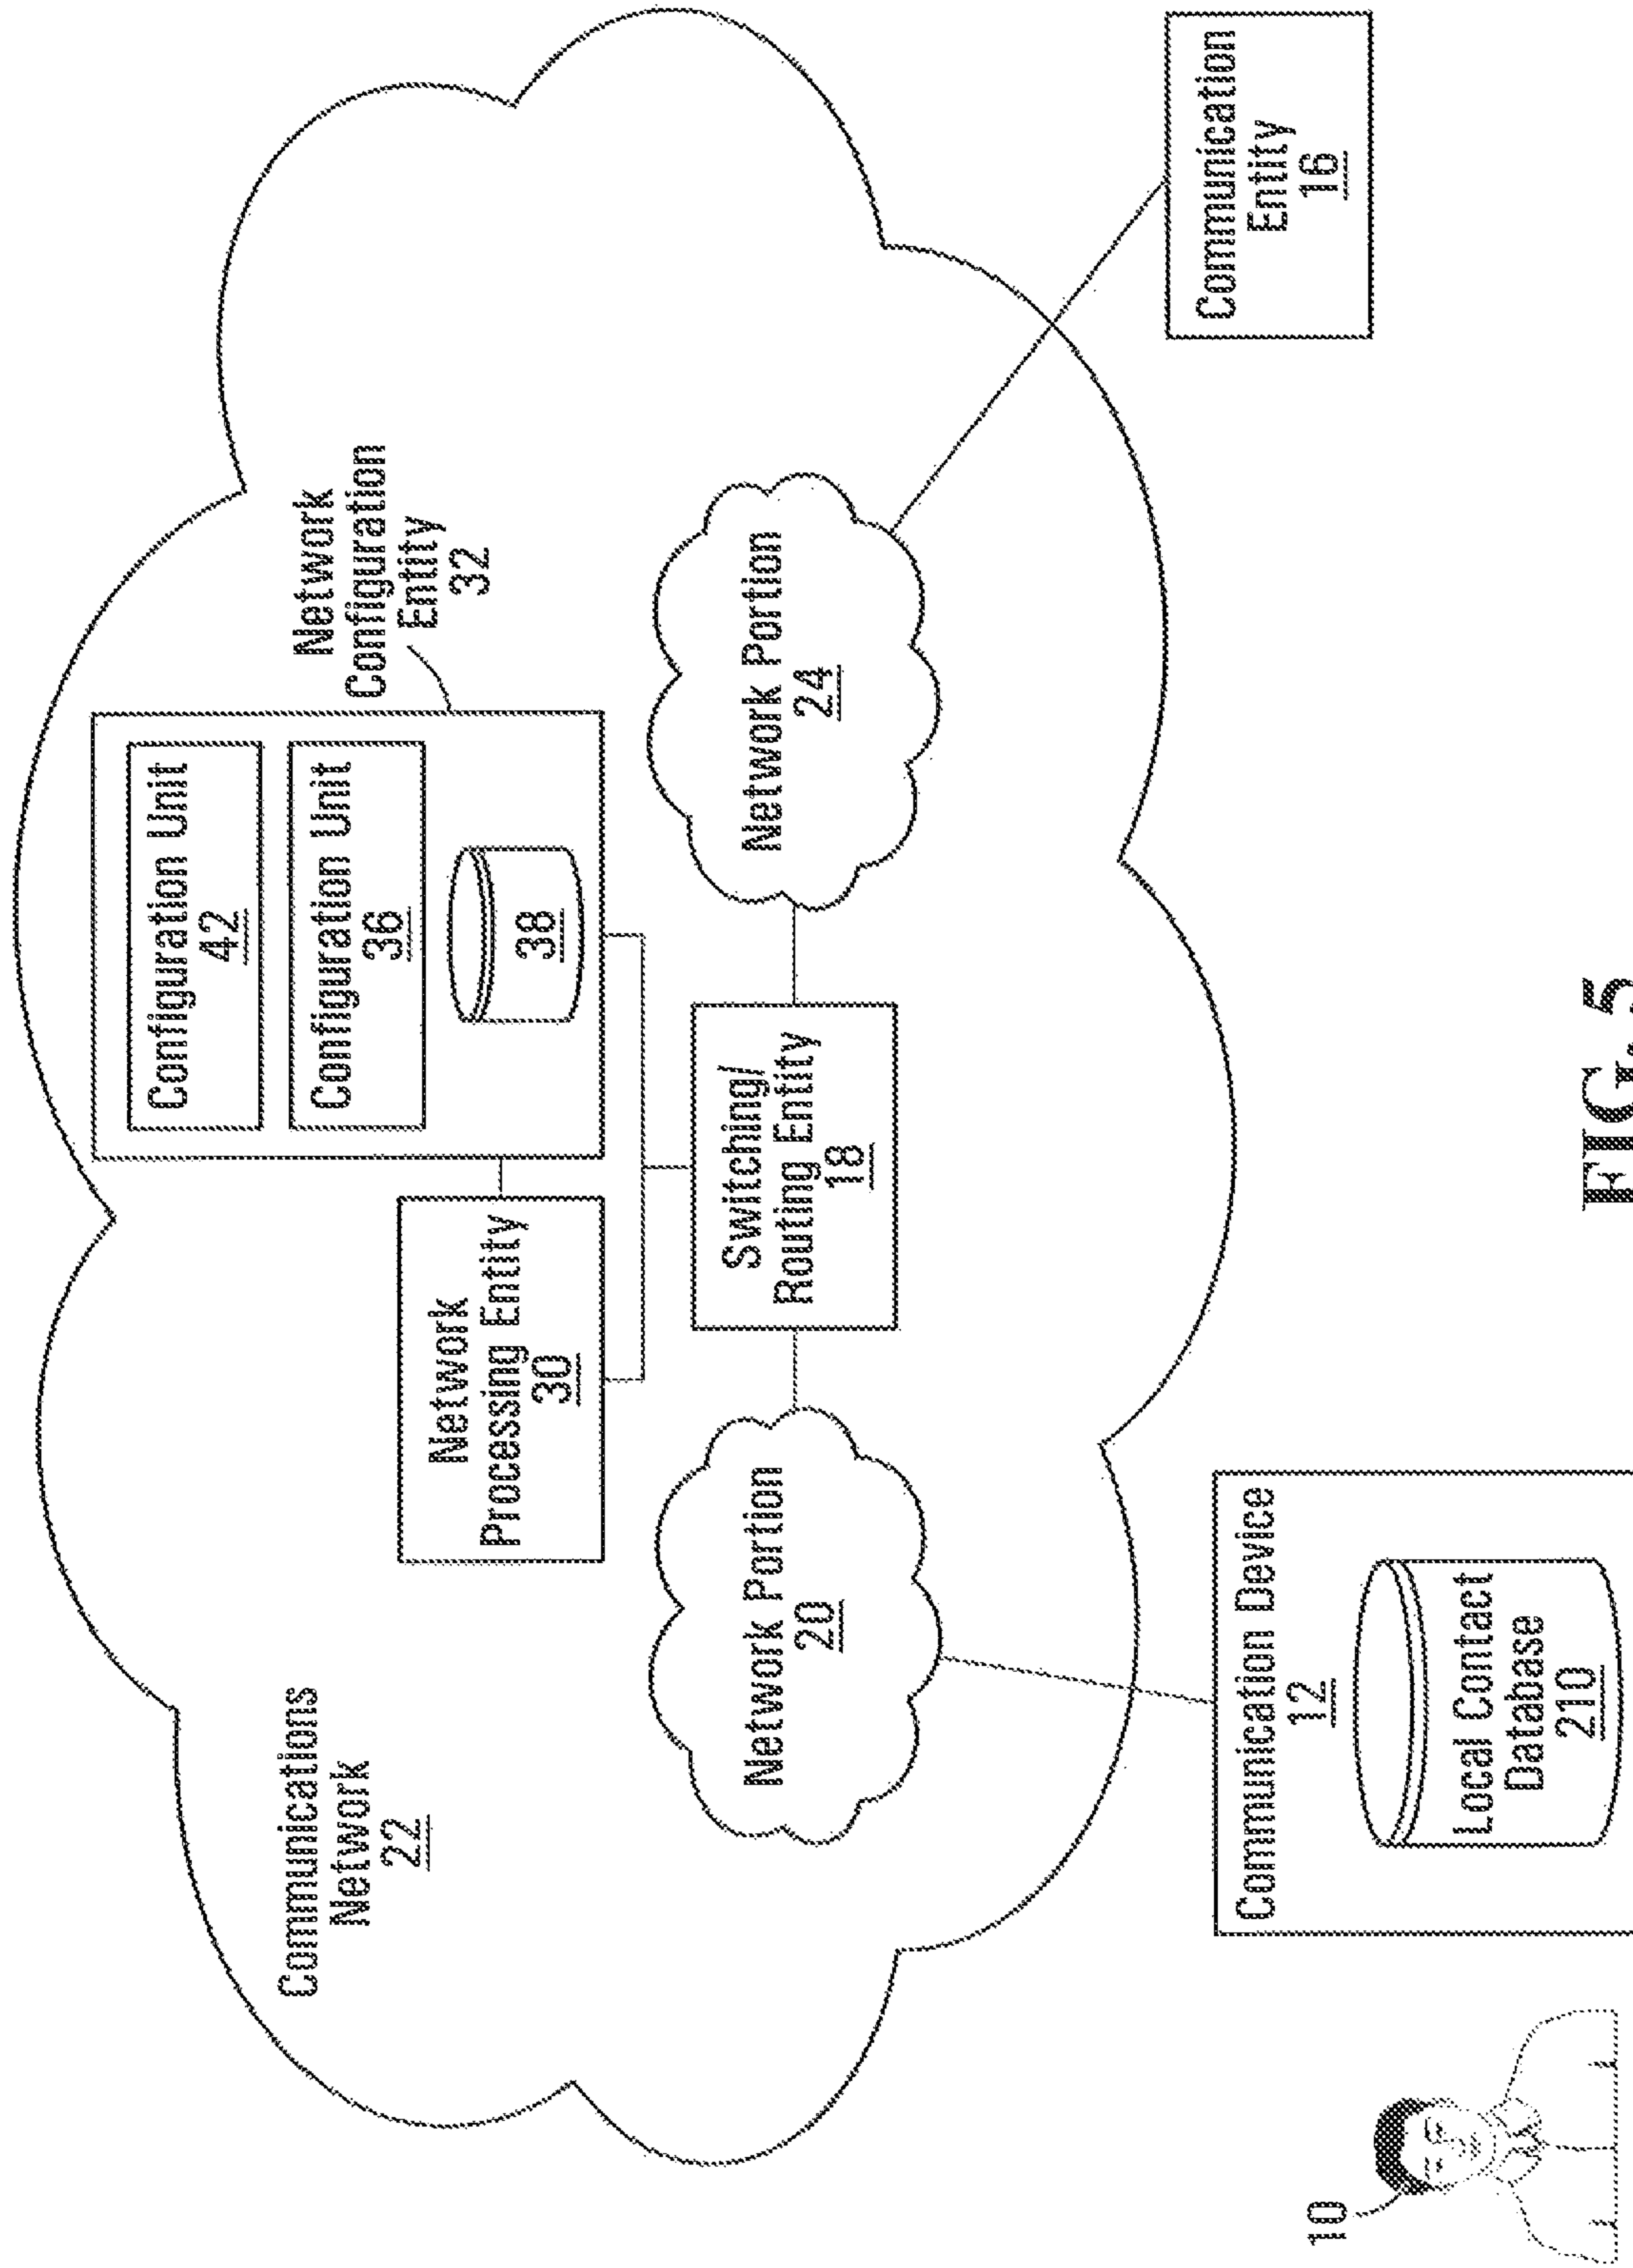 Communications
Network
22
Configuration Unit
42
Configuration Unit
36
38
Network
Configuration
Entity
32
Network
Processing Entity
30
Switching/
Routing Entity
18
Network Portion
20
Network Portion
24
Communication Device
12
Local Contact
Database
210
Communication
Entity
16
10
FIG. 5